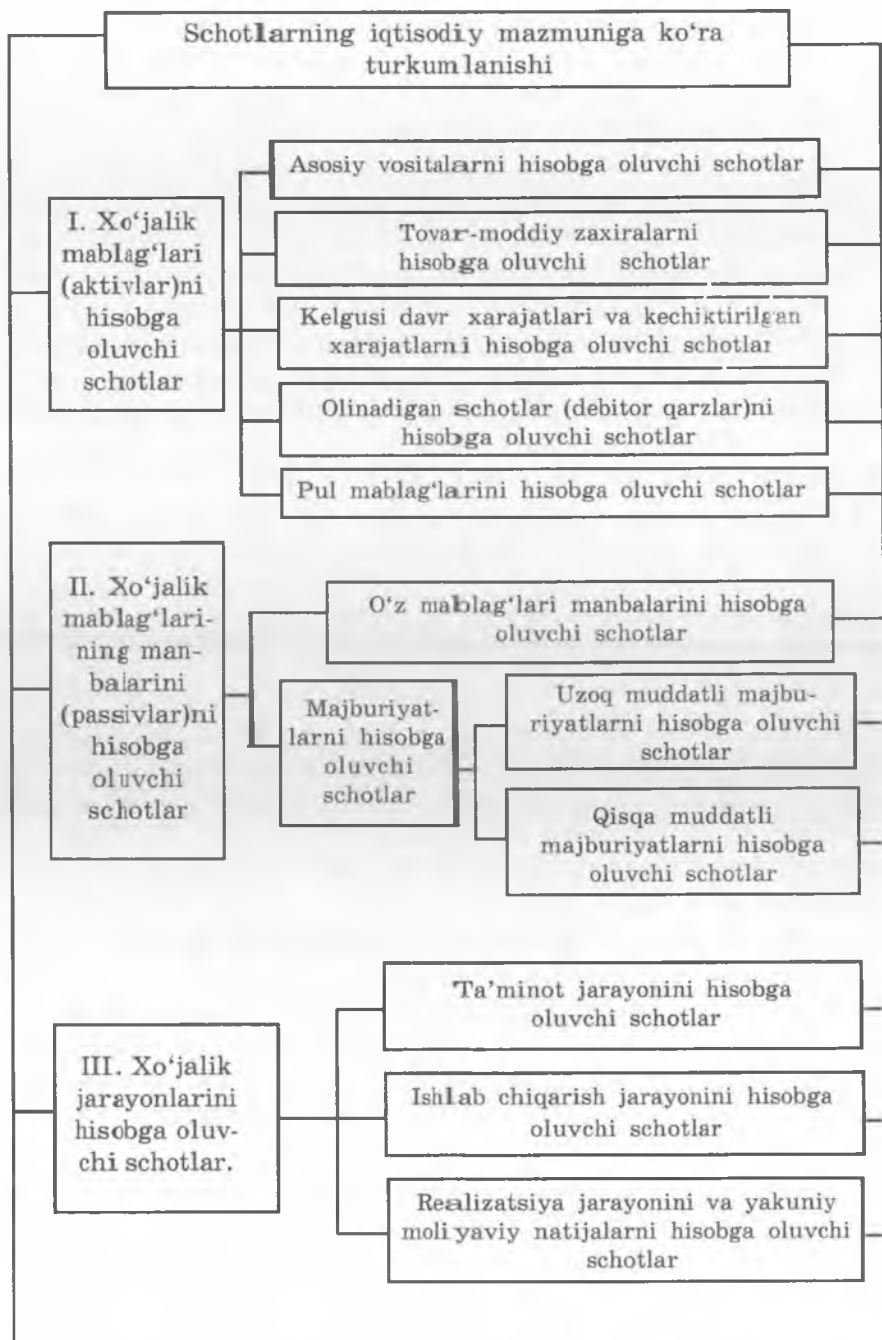 Schotlarning iqtisodiy mazmuniga ko‘ra
turkumlanishi
I. Xo‘jalik
mablag‘lari
(aktivlar)ni
hisobga
oluvchi
schotlar
Asosiy vositalarni hisobga oluvchi schotlar
Tovar-moddiy zaxiralarni
hisobga oluvchi schotlar
Kelgusi davr xarajatlari va kechiktirilgan
xarajatlarni hisobga oluvchi schotlar
Olinadigan schotlar (debitor qarzlar)ni
hisobga oluvchi schotlar
Pul mablag‘larini hisobga oluvchi schotlar
II. Xo‘jalik
mablag‘lari-
ning man-
balarini
(passivlar)ni
hisobga
oluvchi
schotlar
O‘z mablag‘lari manbalarini hisobga
oluvchi schotlar
Majburiyat-
larni hisobga
oluvchi
schotlar
Uzoq muddatli majbu-
riyatlarni hisobga oluvchi
schotlar
Qisqa muddatli
majburiyatlarni hisobga
oluvchi schotlar
III. Xo‘jalik
jarayonlarini
hisobga oluv-
chi schotlar.
Ta’minot jarayonini hisobga
oluvchi schotlar
Ishlab chiqarish jarayonini hisobga
oluvchi schotlar
Realizatsiya jarayonini va yakuniy
moliyaviy natijalarni hisobga oluvchi
schotlar